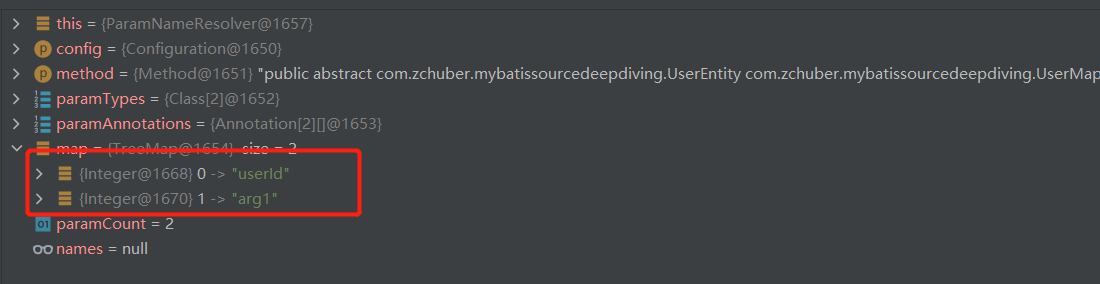 this = {ParamNameResolver@1657}
config = {Configuration@1650}
method = {Method@1651} "public abstract com.zchuber.mybatissourcedeepdiving.UserEntity com.zchuber.mybatissourcedeepdiving.UserMap
paramTypes = {Class[2]@1652}
paramAnnotations = {Annotation[2][]@1653}
map = {TreeMap@1654} size = 2
{Integer@1668} 0 -> "userId"
{Integer@1670} 1 -> "arg1"
paramCount = 2
names = null